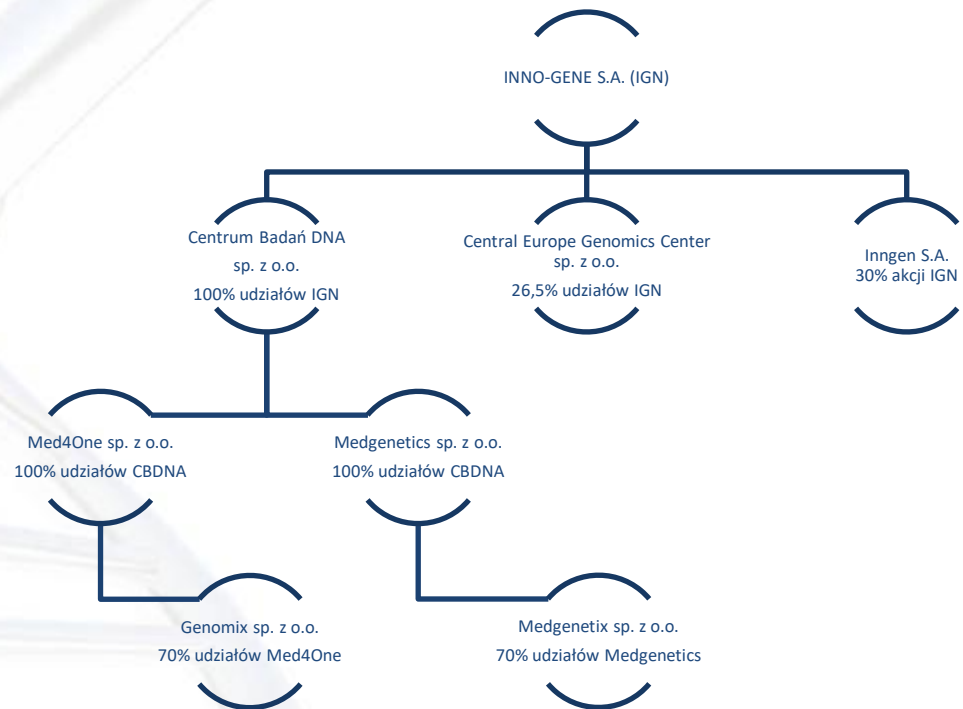 INNO-GENE S.A. (IGN)
Centrum Badań DNA
sp. z o.o.
100% udziałów IGN
Central Europe Genomics Center
sp. z o.o.
26,5% udziałów IGN
Inngen S.A.
30% akcji IGN
Med4One sp. z o.o.
100% udziałów CBDNA
Medgenetics sp. z o.o.
100% udziałów CBDNA
Genomix sp. z o.o.
70% udziałów Med4One
Medgenetix sp. z o.o.
70% udziałów Medgenetics